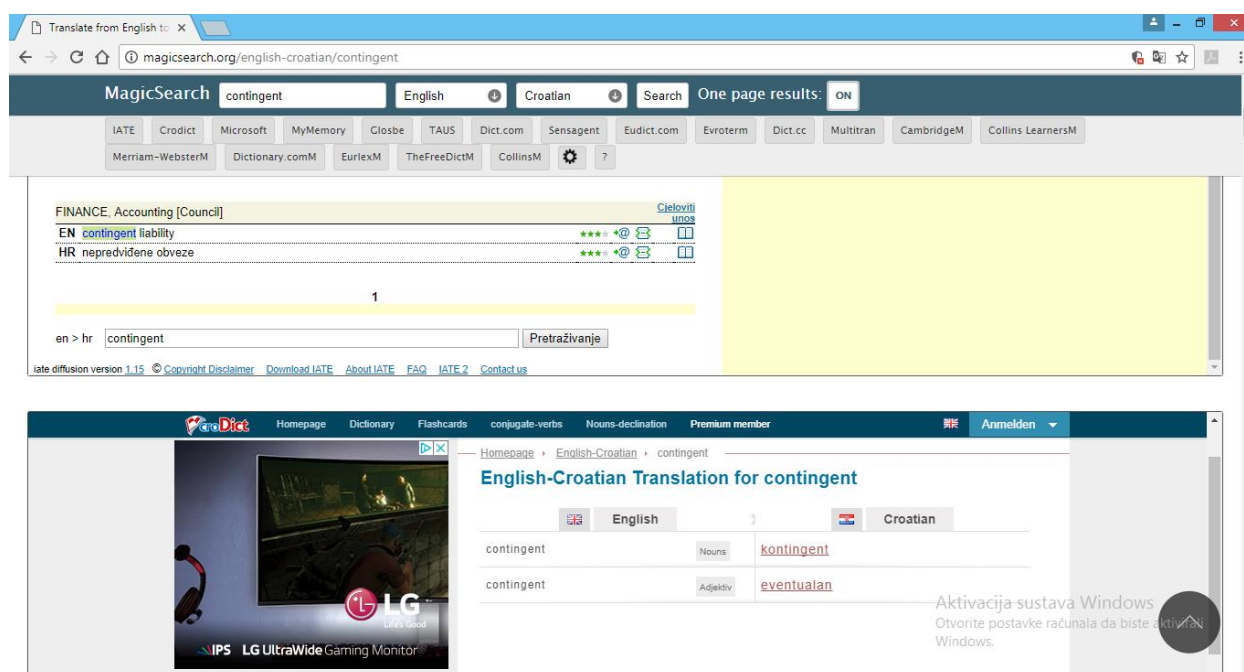 Translate from English to
magicsearch.org/english-croatian/contingent
MagicSearch contingent English Croatian Search One page results: ON
IATE Crodict Microsoft MyMemory Glosbe TAUS Dict.com Sensagent Eudict.com Evroterm Dict.cc Multitran CambridgeM Collins LearnersM
Merriam-WebsterM Dictionary.comM EurlexM TheFreeDictM CollinsM ?
FINANCE, Accounting [Council] Cjeloviti
unos
EN contingent liability
HR nepredviđene obveze
1
en > hr contingent Pretraživanje
iate diffusion version 1.15 © Copyright Disclaimer Download IATE About IATE FAQ IATE 2 Contact us
CroDict Homepage Dictionary Flashcards conjugate-verbs Nouns-declination Premium member Anmelden
Homepage English-Croatian contingent
English-Croatian Translation for contingent
English Croatian
contingent Nouns kontingent
contingent Adjektiv eventualan
LG
Life's Good
IPS LG UltraWide Gaming Monitor
Aktivacija sustava Windows
Otvorite postavke računala da biste aktivirali
Windows.